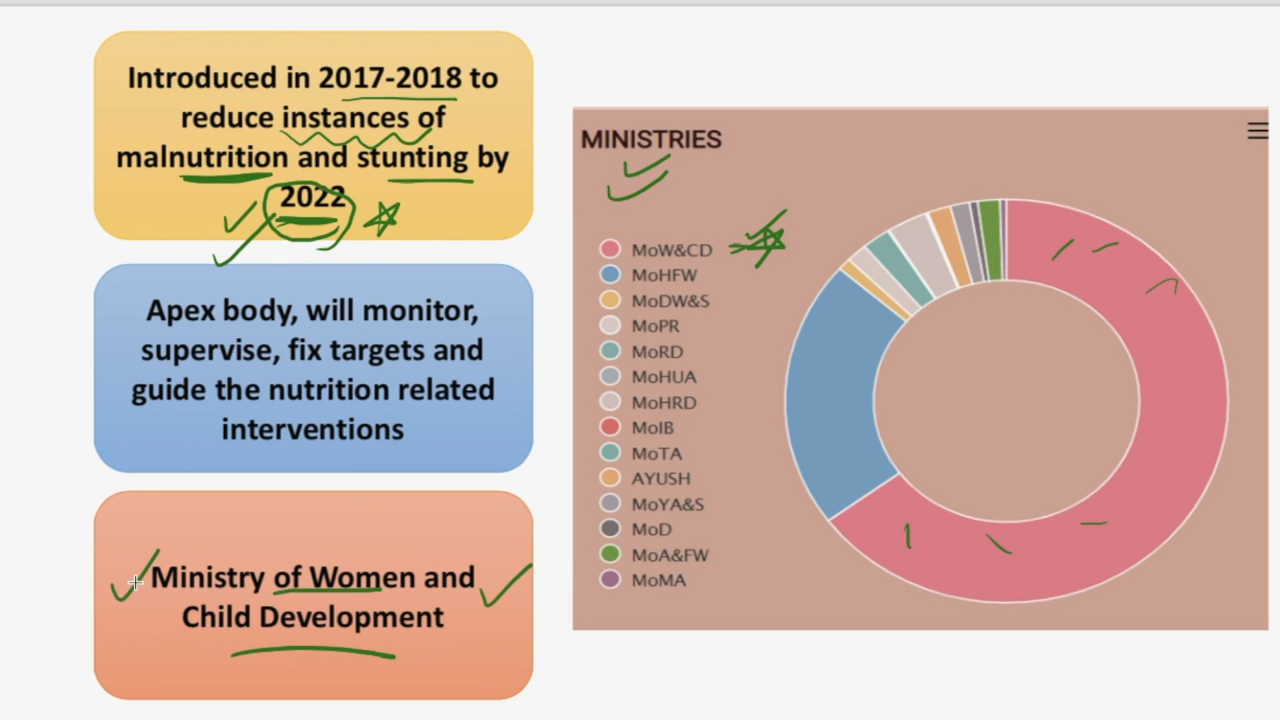 Introduced in 2017-2018 to
reduce instances of
malnutrition and stunting by
2022
Apex body, will monitor,
supervise, fix targets and
guide the nutrition related
interventions
Ministry of Women and
Child Development
MINISTRIES
MoW&CD
MoHFW
MoDW&S
MoPR
MoRD
MoHUA
MoHRD
MoIB
MoTA
AYUSH
MoYA&S
MoD
MoA&FW
MoMA